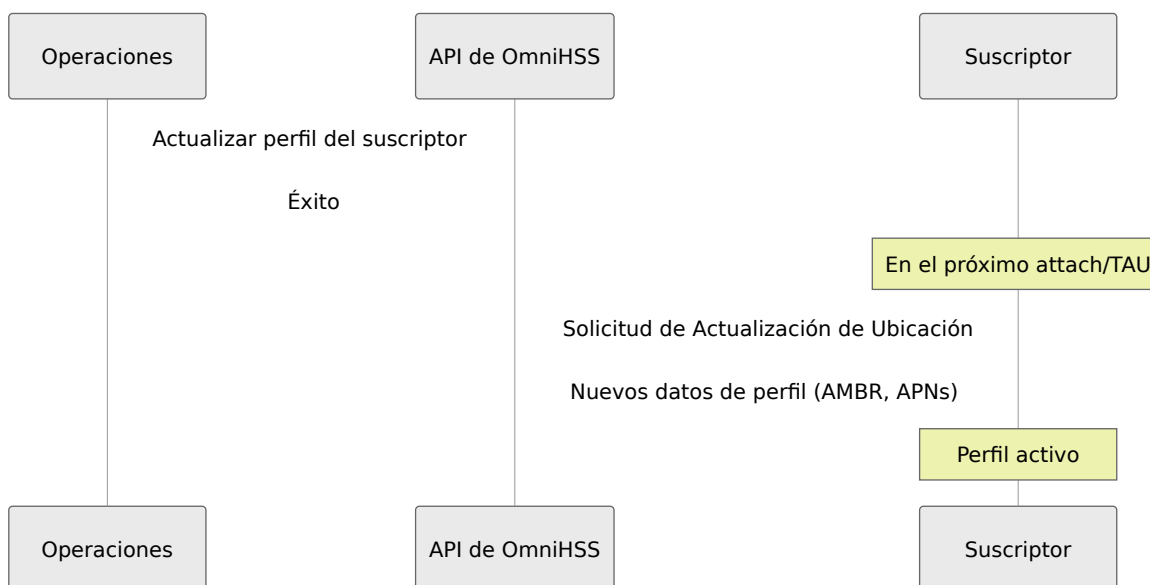 Operaciones
API de OmniHSS
Suscriptor
Actualizar perfil del suscriptor
Éxito
En el próximo attach/TAU
Solicitud de Actualización de Ubicación
Nuevos datos de perfil (AMBR, APNs)
Perfil activo
Operaciones
API de OmniHSS
Suscriptor